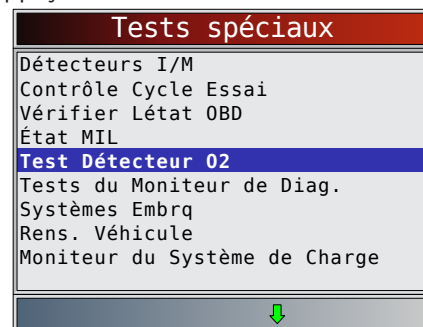 Tests spéciaux
Détecteurs I/M
Contrôle Cycle Essai
Vérifier Létat OBD
État MIL
Test Détecteur O2
Tests du Moniteur de Diag.
Systèmes Embrq
Rens. Véhicule
Moniteur du Système de Charge